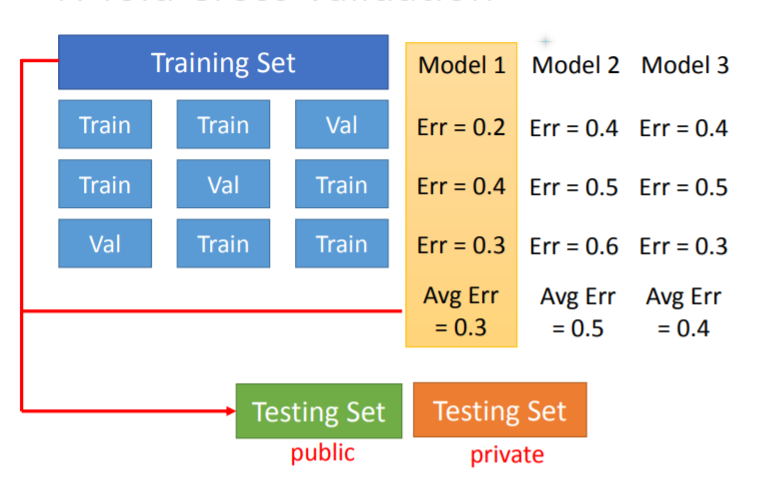 Training Set
Model 1 Model 2 Model 3
Train Train Val
Err = 0.2 Err = 0.4 Err = 0.4
Train Val Train
Err = 0.4 Err = 0.5 Err = 0.5
Val Train Train
Err = 0.3 Err = 0.6 Err = 0.3
Avg Err Avg Err Avg Err
= 0.3 = 0.5 = 0.4
Testing Set Testing Set
public private